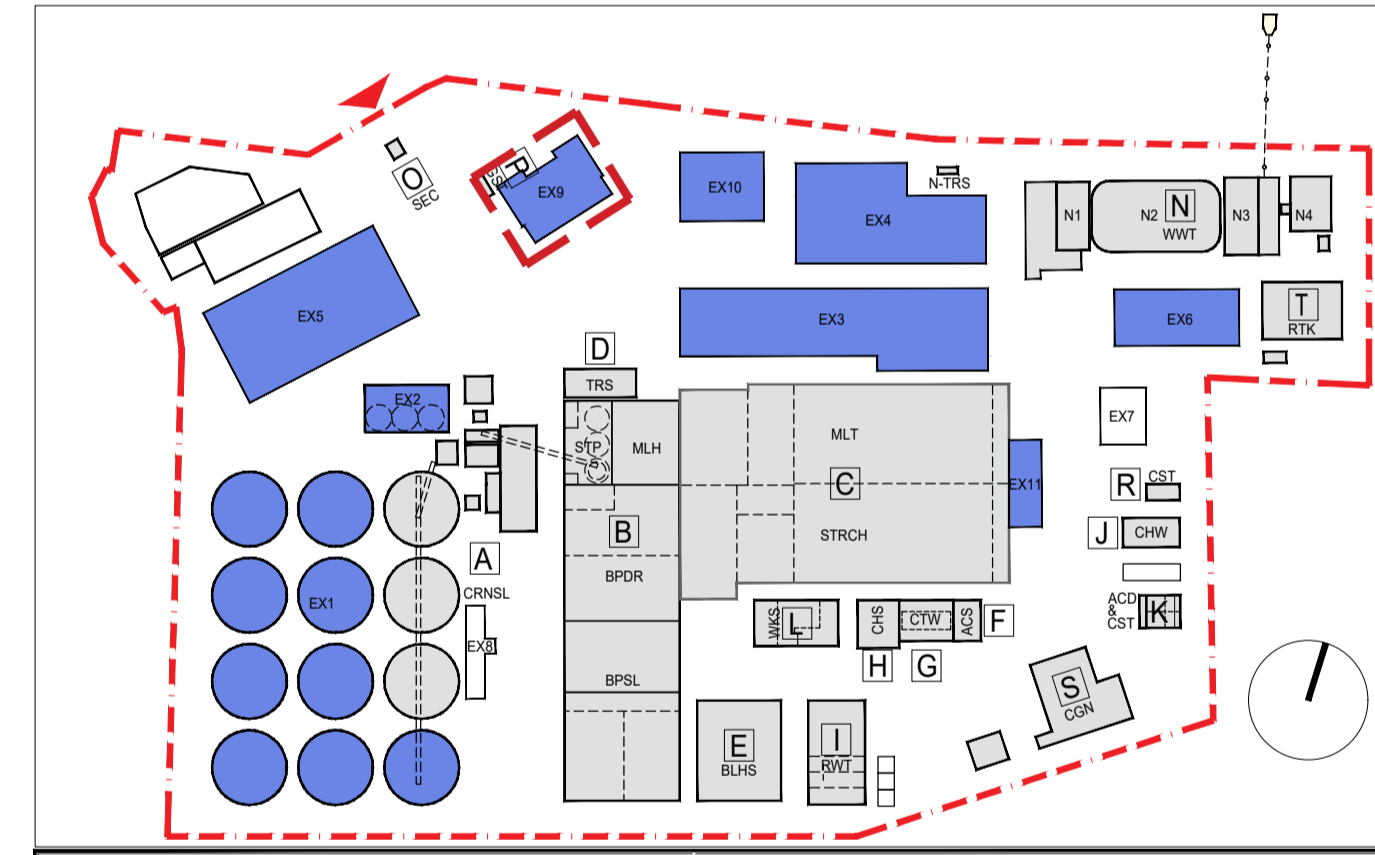 O
SEC
P
BST
EX9
EX10
EX4
N-TRS
N1
N2
N
WWT
N3
N4
EX5
EX3
EX6
T
RTK
D
TRS
EX2
STP
MLH
MLT
C
STRCH
EX11
EX7
R
CST
J
CHW
B
BPDR
A
CRNSL
EX1
EX8
ACD
&
CST
K
WKS
L
CHS
CTW
ACS
F
H
G
BPSL
S
CGN
E
BLHS
I
RWT